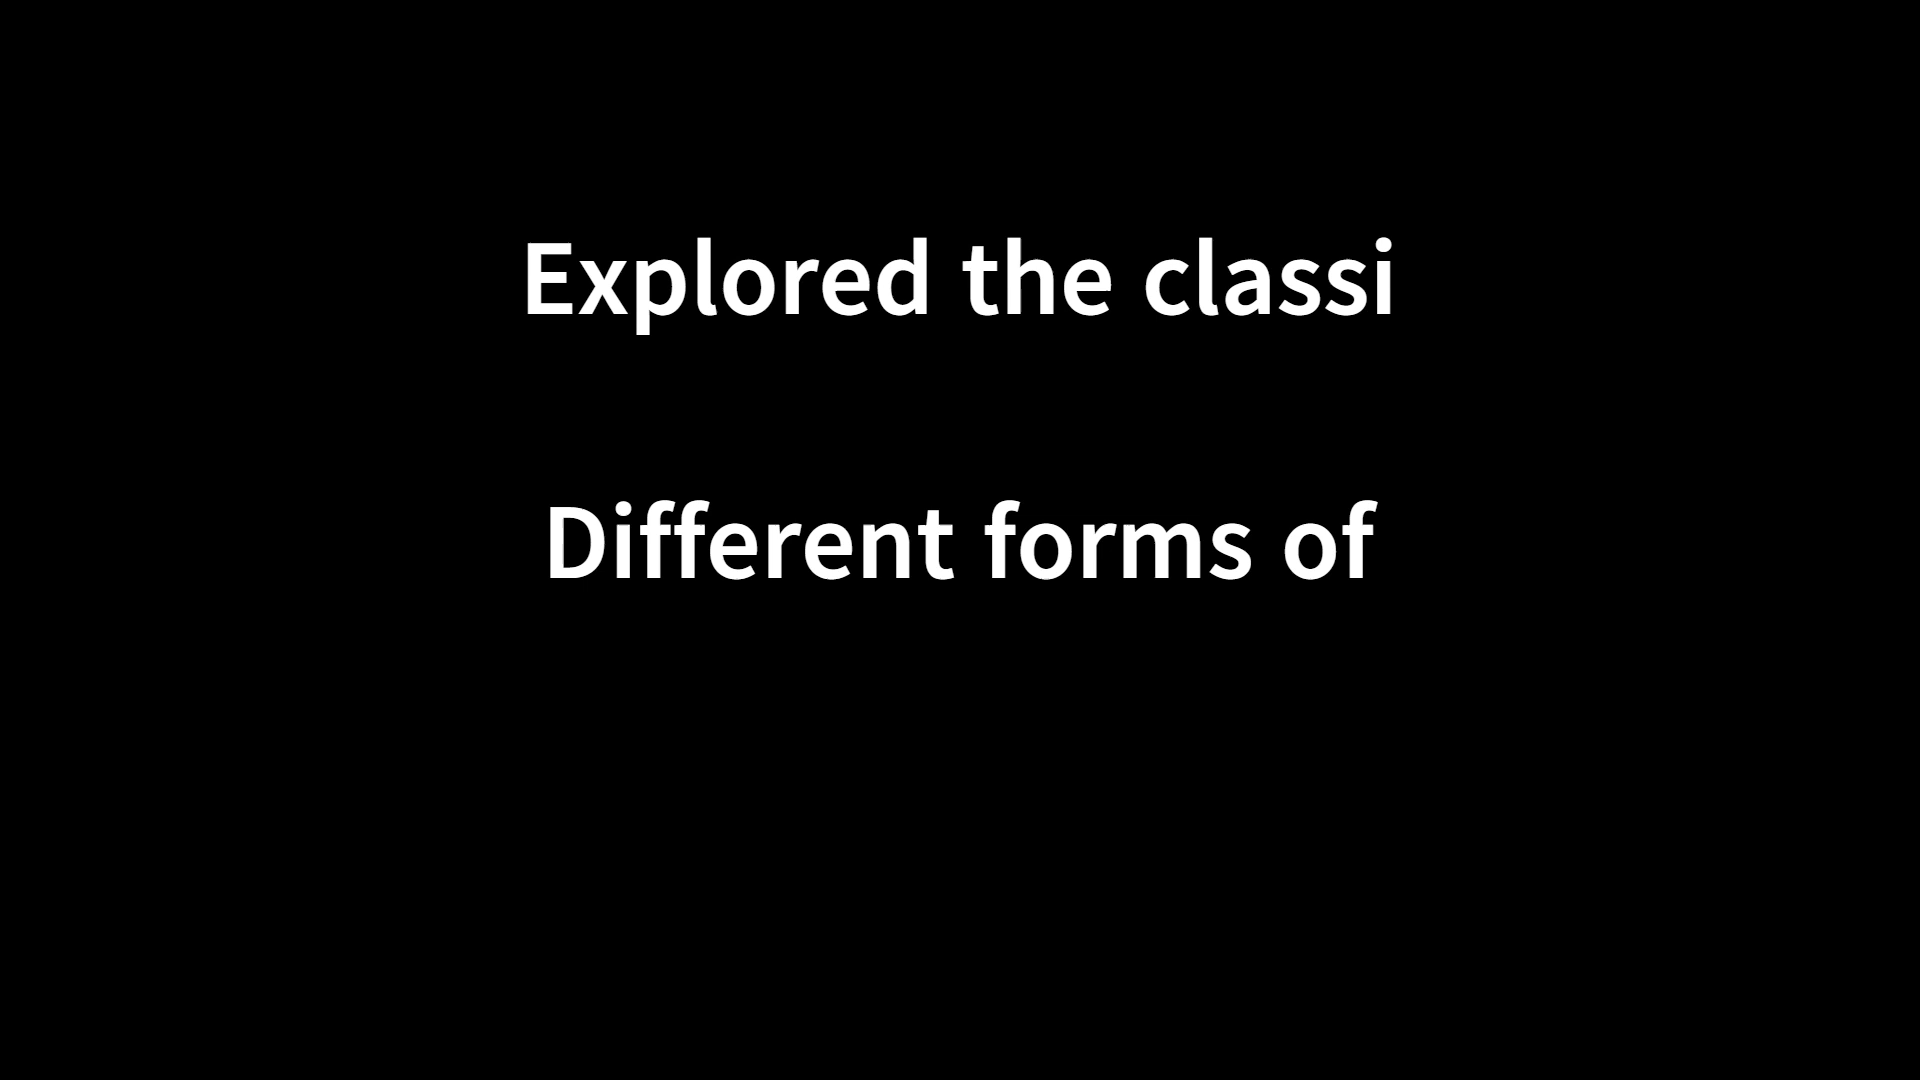 Explored the classi
Different forms of